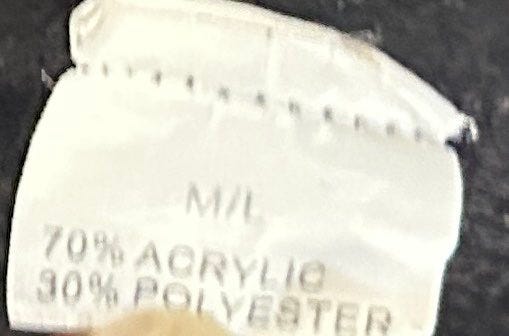 M/L
70% ACRYLIC
30% POLYESTER